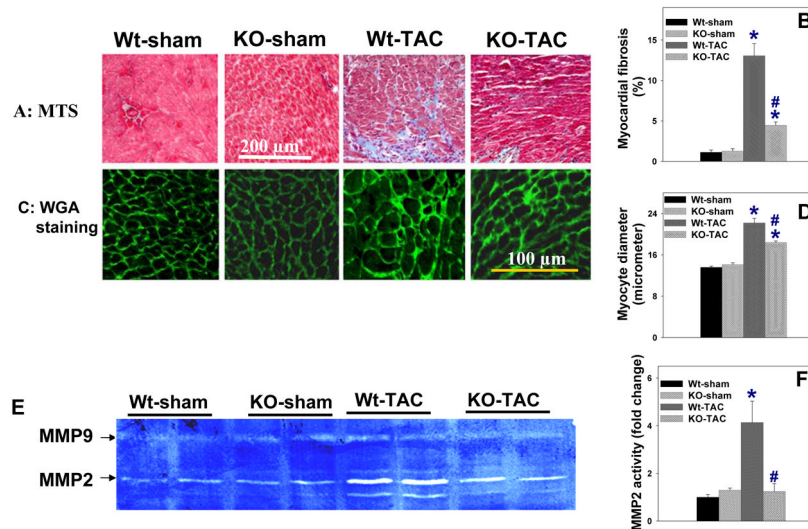 Wt-sham KO-sham Wt-TAC KO-TAC
A: MTS
200 µm
C: WGA
staining
100 µm
B
Myocardial fibrosis
(%)
15
10
5
0
Wt-sham
KO-sham
Wt-TAC
KO-TAC
*
#
*
D
Myocyte diameter
(micrometer)
24
16
8
0
Wt-sham
KO-sham
Wt-TAC
KO-TAC
*
#
*
E
Wt-sham KO-sham Wt-TAC KO-TAC
MMP9
MMP2
F
MMP2 activity (fold change)
6
4
2
0
Wt-sham
KO-sham
Wt-TAC
KO-TAC
*
#